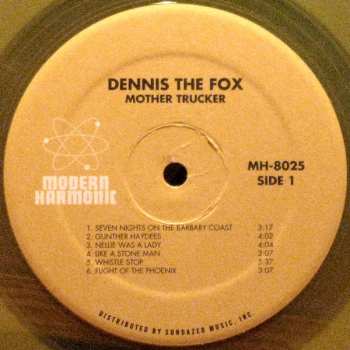 DENNIS THE FOX
MOTHER TRUCKER
MODERN
HARMONIC
MH-8025
SIDE 1
1. SEVEN NIGHTS ON THE BARBARY COAST 3:17
2. GUNTHER HAYDEES 4:02
3. NELLIE WAS A LADY 4:04
4. LIKE A STONE MAN 3:07
5. WHISTLE STOP 5:37
6. FLIGHT OF THE PHOENIX 3:07
DISTRIBUTED BY SUNDAZED MUSIC, INC.